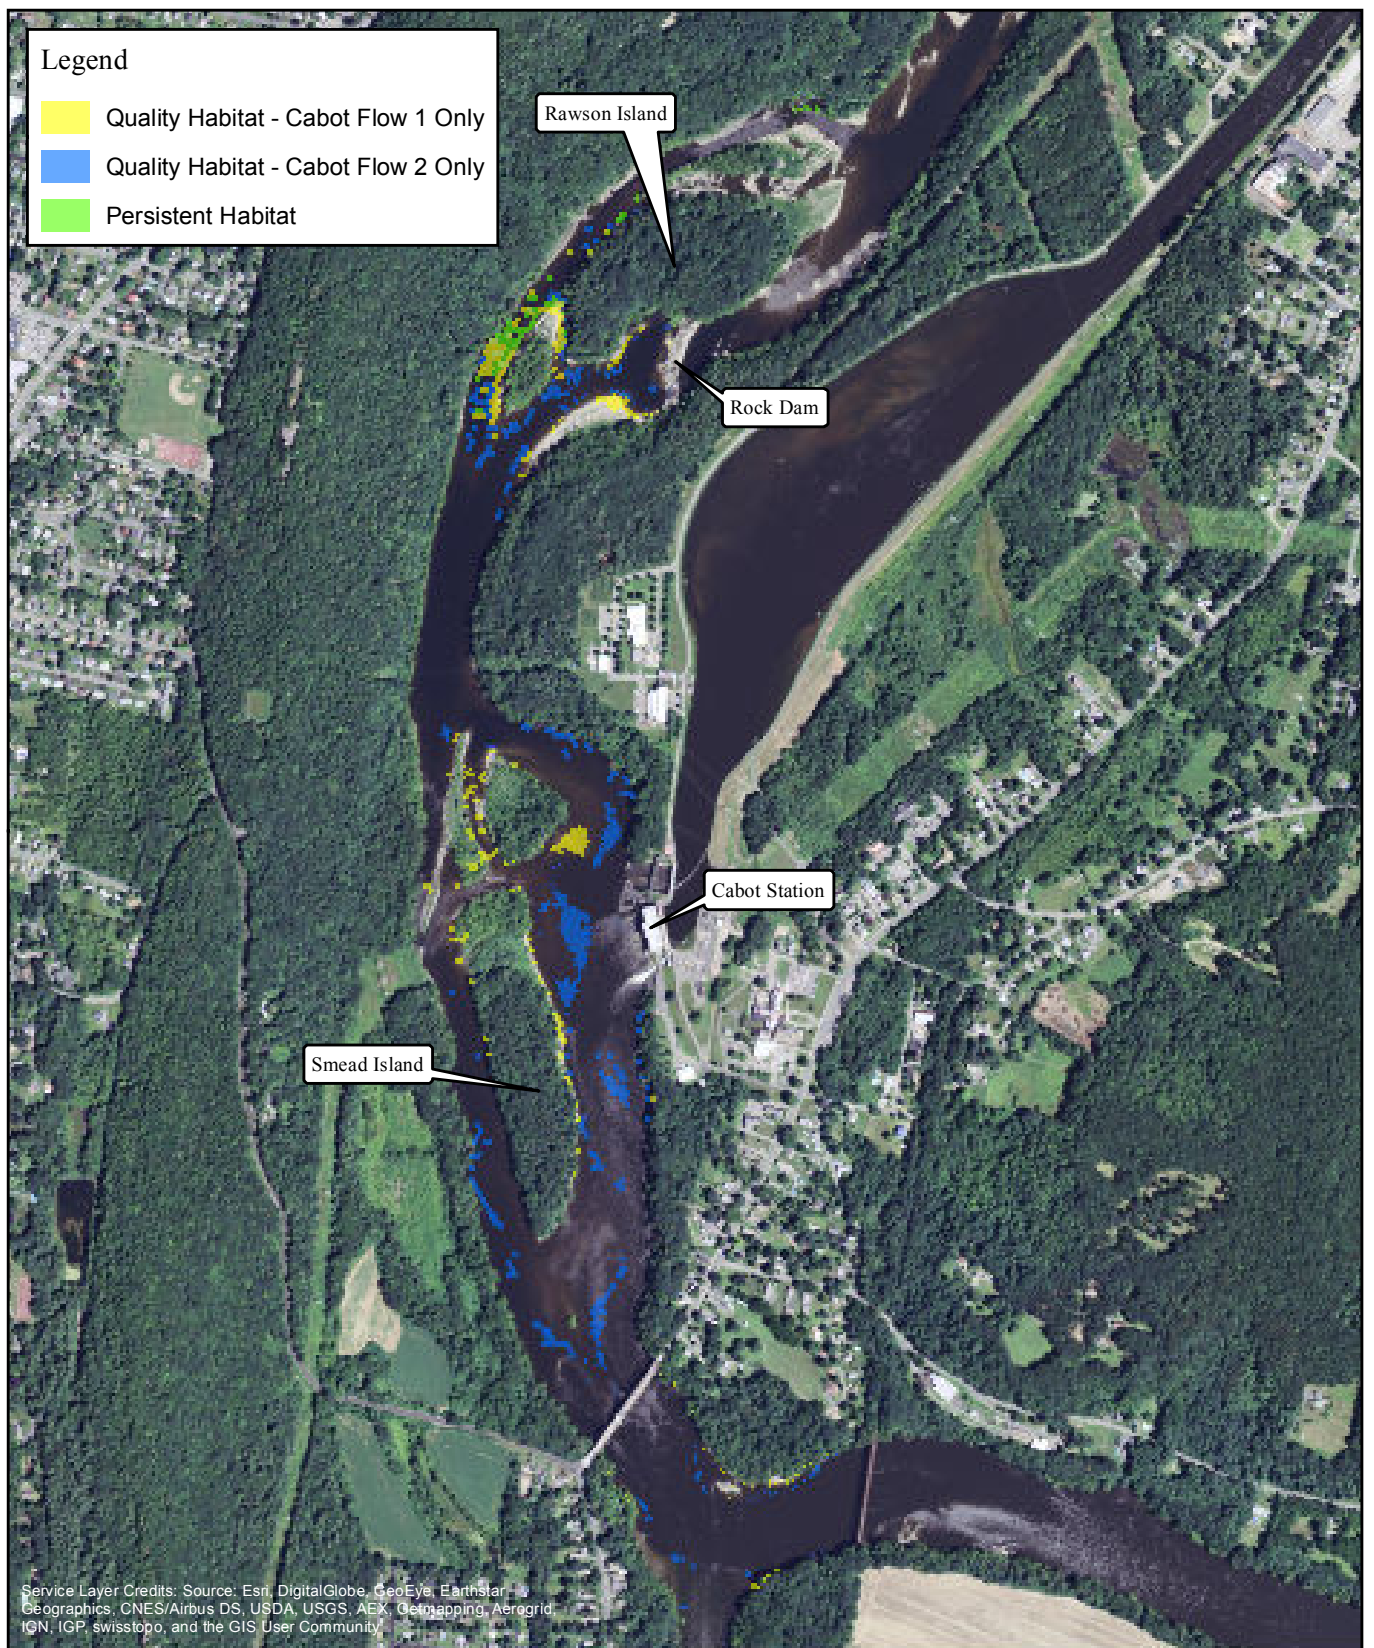 Legend
Quality Habitat - Cabot Flow 1 Only
Quality Habitat - Cabot Flow 2 Only
Persistent Habitat
Rawson Island
Rock Dam
Cabot Station
Smead Island
Service Layer Credits: Source: Esri, DigitalGlobe, GeoEye, Earthstar
Geographics, CNES/Airbus DS, USDA, USGS, AEX, Getmapping, Aerogrid,
IGN, IGP, swisstopo, and the GIS User Community